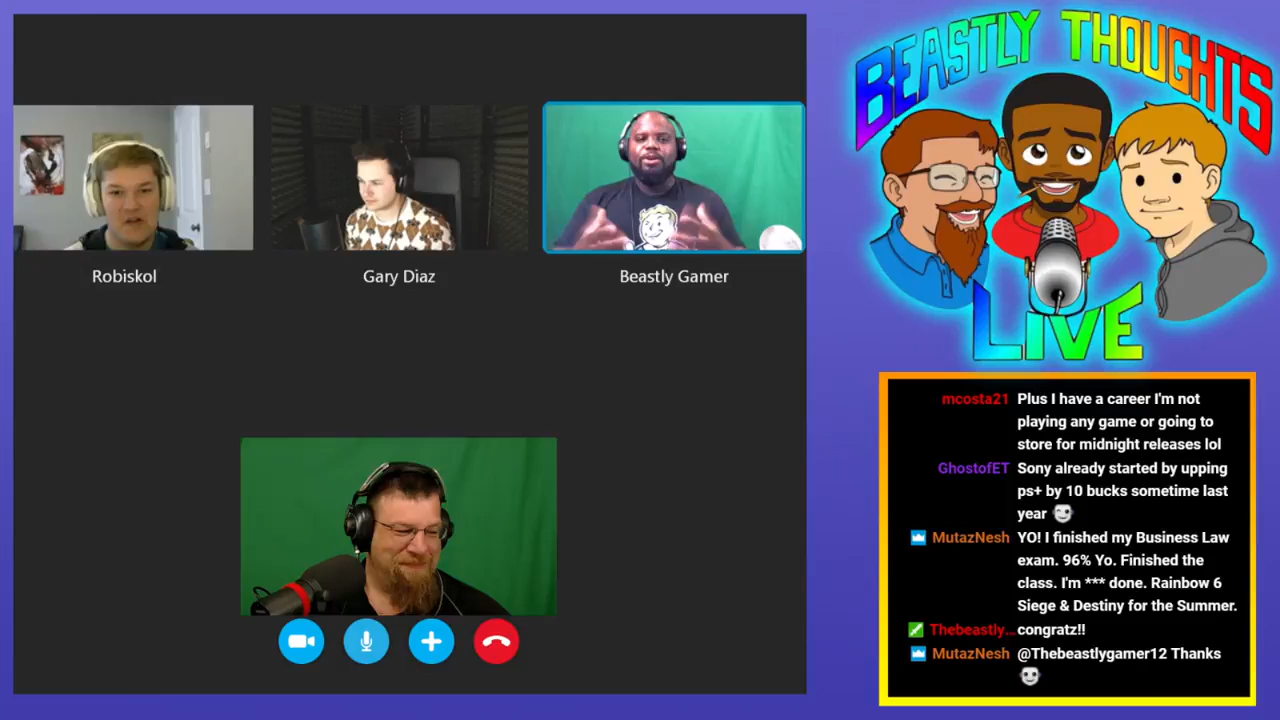 BEASTLY THOUGHTS
LIVE
Robiskol
Gary Diaz
Beastly Gamer
mcosta21 Plus I have a career I'm not
playing any game or going to
store for midnight releases lol
GhostofET Sony already started by upping
ps+ by 10 bucks sometime last
year
MutazNesh YO! I finished my Business Law
exam. 96% Yo. Finished the
class. I'm *** done. Rainbow 6
Siege & Destiny for the Summer.
Thebeastly... congratz!!
MutazNesh @Thebeastlygamer12 Thanks